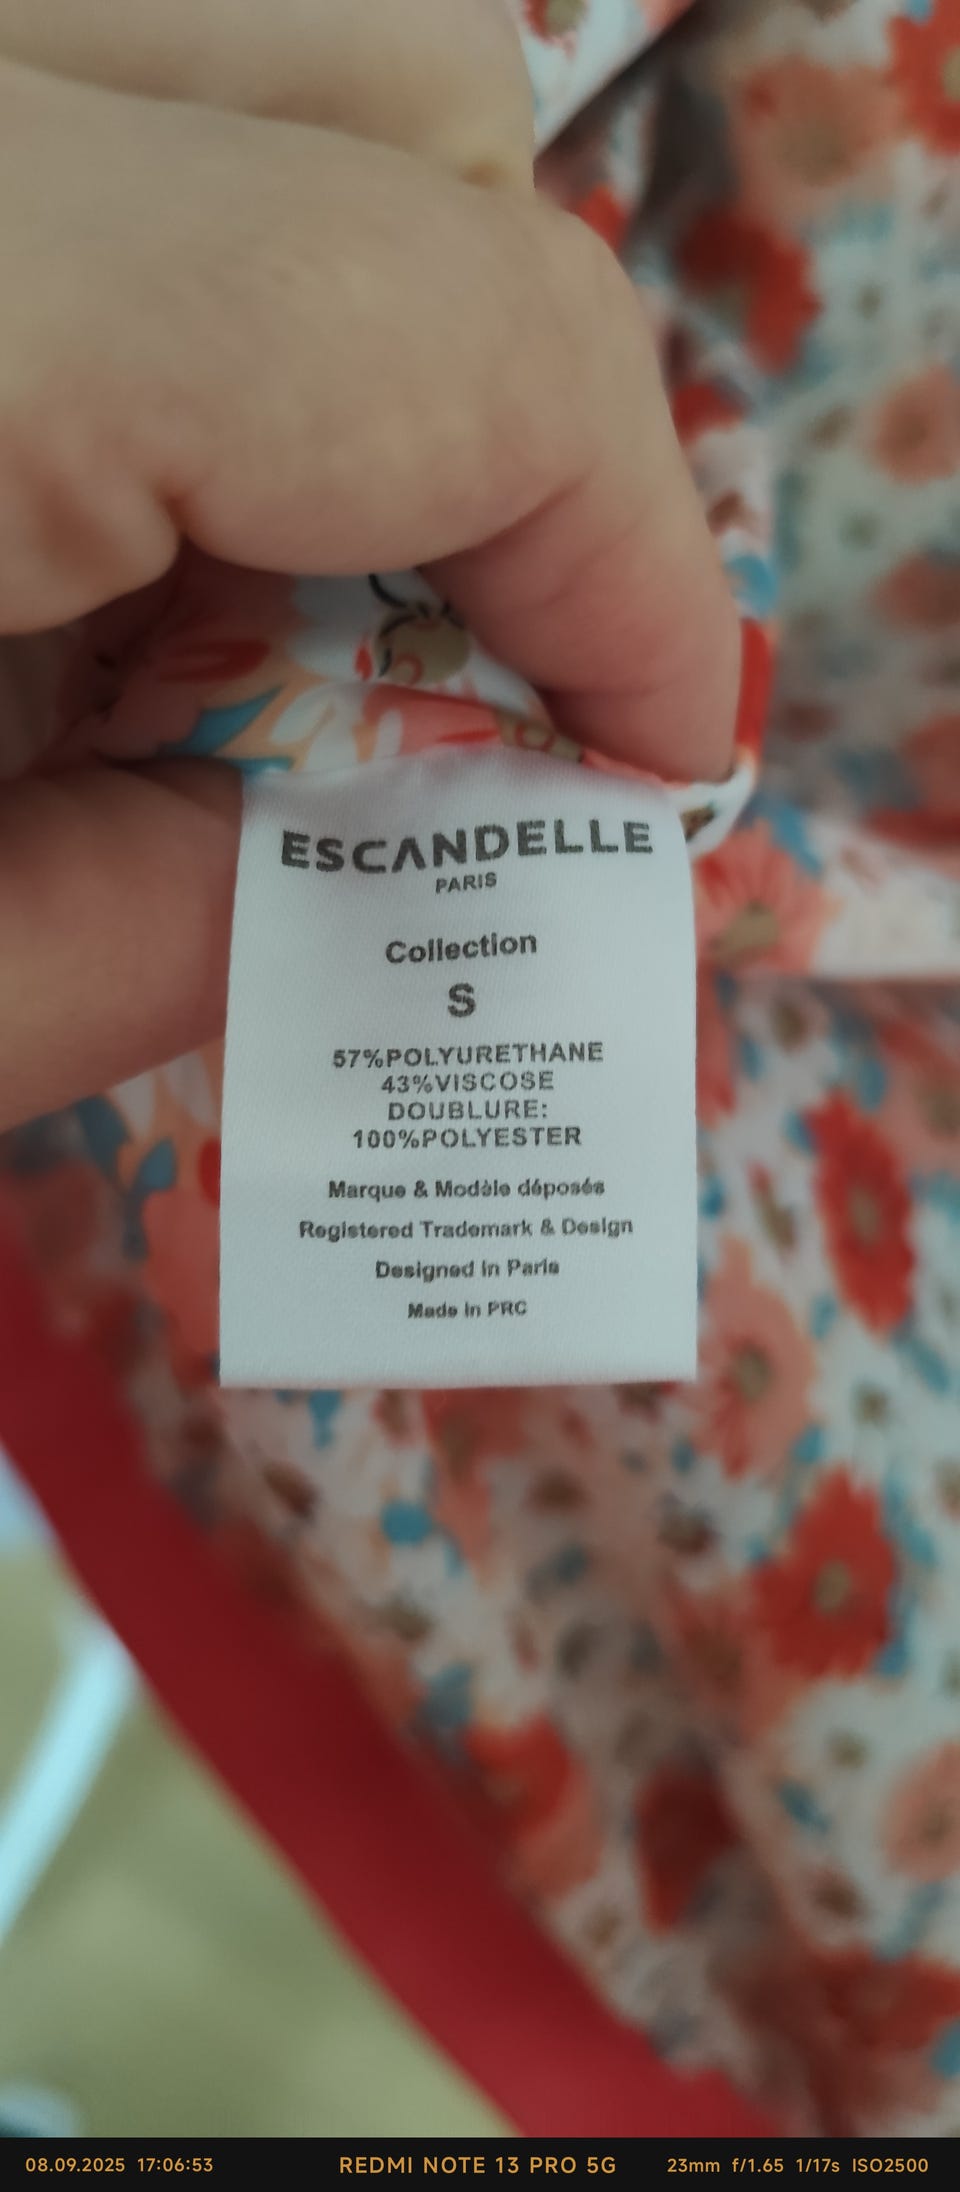 ESCANDELLE
PARIS
Collection
S
57%POLYURETHANE
43%VISCOSE
DOUBLURE:
100%POLYESTER
Marque & Modèle déposés
Registered Trademark & Design
Designed in Paris
Made in PRC
08.09.2025 17:06:53 REDMI NOTE 13 PRO 5G 23mm f/1.65 1/17s ISO2500